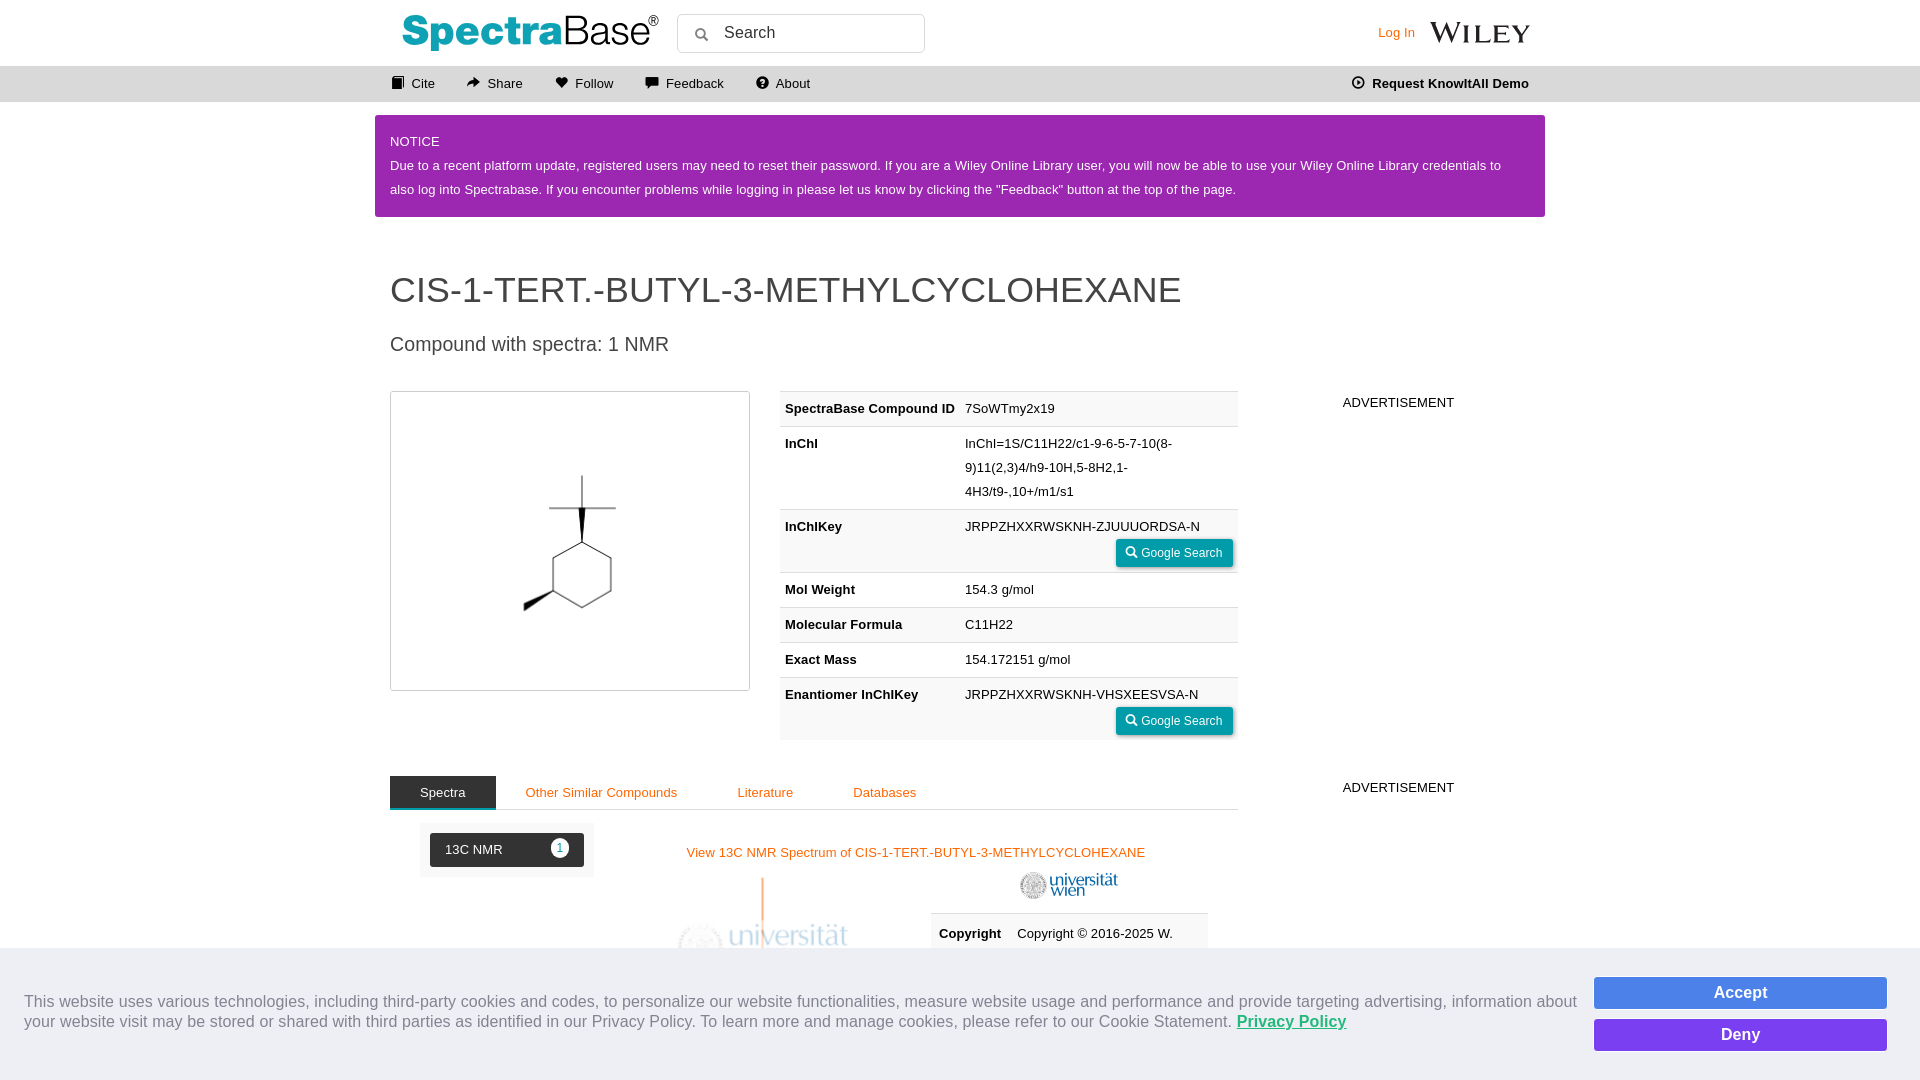 SpectraBase®
Search
Log In
WILEY
Cite
Share
Follow
Feedback
About
Request KnowItAll Demo
NOTICE
Due to a recent platform update, registered users may need to reset their password. If you are a Wiley Online Library user, you will now be able to use your Wiley Online Library credentials to
also log into Spectrabase. If you encounter problems while logging in please let us know by clicking the "Feedback" button at the top of the page.
CIS-1-TERT.-BUTYL-3-METHYLCYCLOHEXANE
Compound with spectra: 1 NMR
SpectraBase Compound ID 7SoWTmy2x19
InChI InChI=1S/C11H22/c1-9-6-5-7-10(8-
9)11(2,3)4/h9-10H,5-8H2,1-
4H3/t9-,10+/m1/s1
InChIKey JRPPZHXXRWSKNH-ZJUUUORDSA-N
Google Search
Mol Weight 154.3 g/mol
Molecular Formula C11H22
Exact Mass 154.172151 g/mol
Enantiomer InChIKey JRPPZHXXRWSKNH-VHSXEESVSA-N
Google Search
ADVERTISEMENT
Spectra
Other Similar Compounds
Literature
Databases
ADVERTISEMENT
13C NMR 1
View 13C NMR Spectrum of CIS-1-TERT.-BUTYL-3-METHYLCYCLOHEXANE
universität
universität
wien
Copyright Copyright © 2016-2025 W.
This website uses various technologies, including third-party cookies and codes, to personalize our website functionalities, measure website usage and performance and provide targeting advertising, information about
your website visit may be stored or shared with third parties as identified in our Privacy Policy. To learn more and manage cookies, please refer to our Cookie Statement. Privacy Policy
Accept
Deny